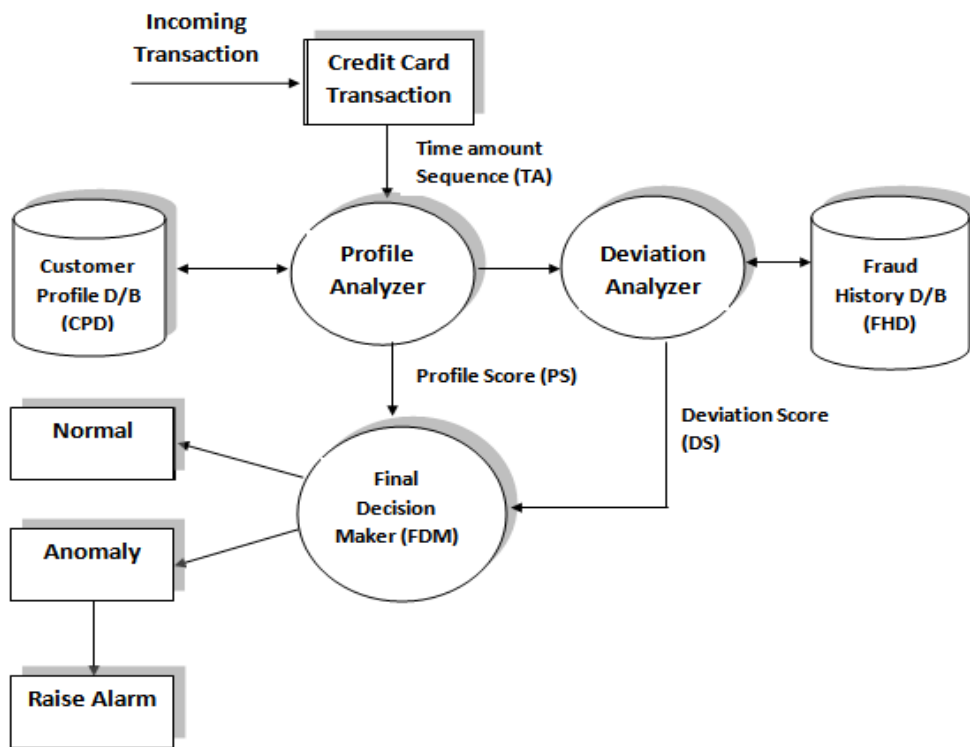 Incoming
Transaction
Credit Card
Transaction
Time amount
Sequence (TA)
Customer
Profile D/B
(CPD)
Profile
Analyzer
Deviation
Analyzer
Fraud
History D/B
(FHD)
Profile Score (PS)
Deviation Score
(DS)
Normal
Final
Decision
Maker (FDM)
Anomaly
Raise Alarm